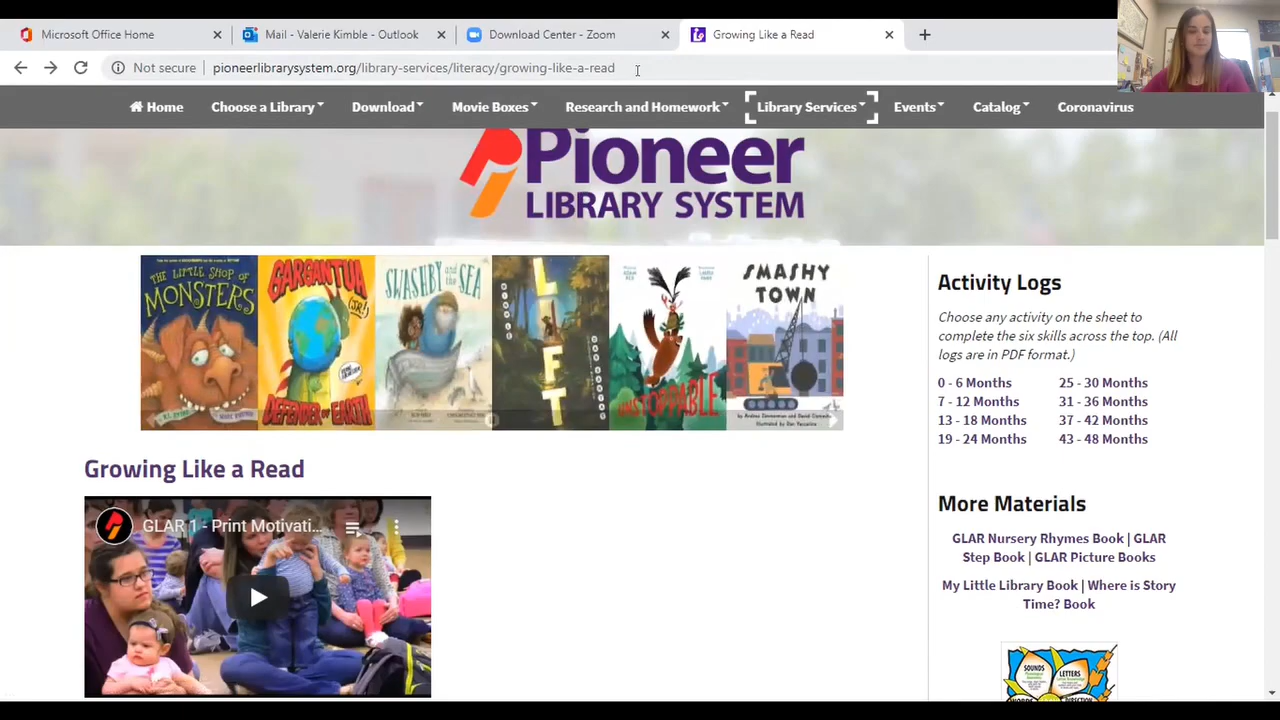 Microsoft Office Home
Mail - Valerie Kimble - Outlook
Download Center - Zoom
Growing Like a Read
Not secure
pioneerlibrarysystem.org/library-services/literacy/growing-like-a-read
Home
Choose a Library
Download
Movie Boxes
Research and Homework
Library Services
Events
Catalog
Coronavirus
Pioneer
LIBRARY SYSTEM
THE LITTLE SHOP OF
MONSTERS
GARGANTUA
(JR!)
DEFENDER OF EARTH
SWASHBY and the SEA
LIFT
UNSTOPPABLE
SMASHY
TOWN
Growing Like a Read
GLAR 1 - Print Motivati...
Activity Logs
Choose any activity on the sheet to
complete the six skills across the top. (All
logs are in PDF format.)
0 - 6 Months
25 - 30 Months
7 - 12 Months
31 - 36 Months
13 - 18 Months
37 - 42 Months
19 - 24 Months
43 - 48 Months
More Materials
GLAR Nursery Rhymes Book | GLAR
Step Book | GLAR Picture Books
My Little Library Book | Where is Story
Time? Book
SOUNDS
LETTERS